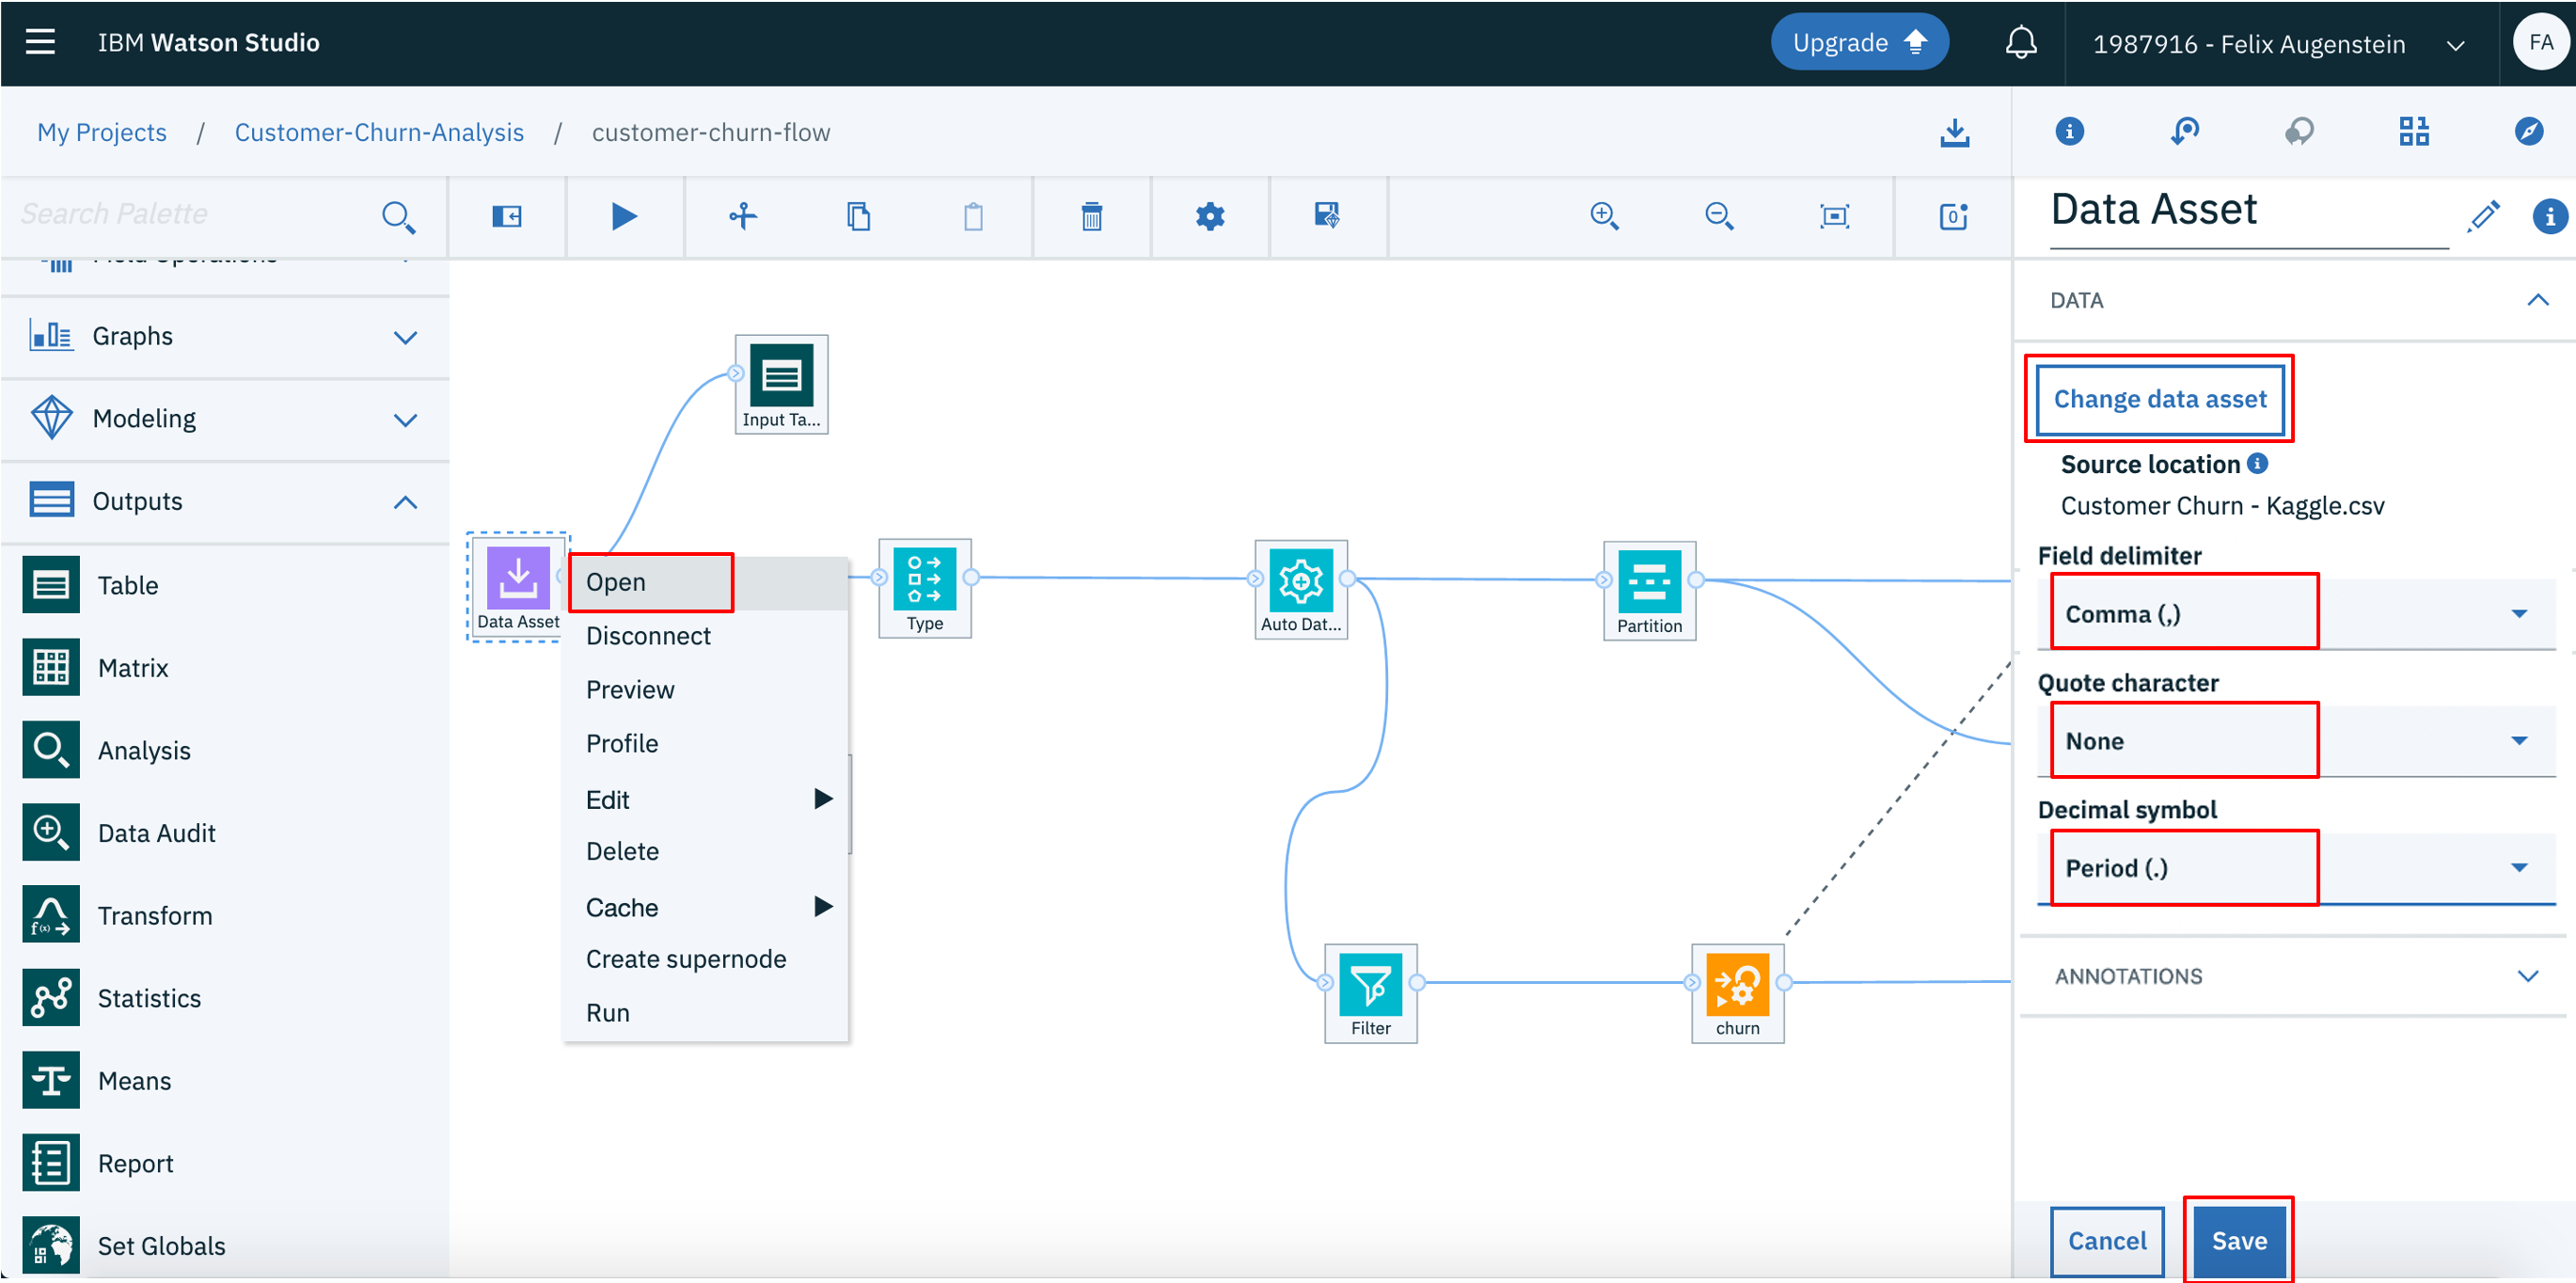 IBM Watson Studio
Upgrade
1987916 - Felix Augenstein
FA
My Projects / Customer-Churn-Analysis / customer-churn-flow
Search Palette
Field Operations
Graphs
Modeling
Outputs
Table
Matrix
Analysis
Data Audit
Transform
Statistics
Means
Report
Set Globals
Input Ta...
Data Asset
Type
Auto Dat...
Partition
Filter
churn
Open
Disconnect
Preview
Profile
Edit
Delete
Cache
Create supernode
Run
Data Asset
DATA
Change data asset
Source location
Customer Churn - Kaggle.csv
Field delimiter
Comma (,)
Quote character
None
Decimal symbol
Period (.)
ANNOTATIONS
Cancel
Save